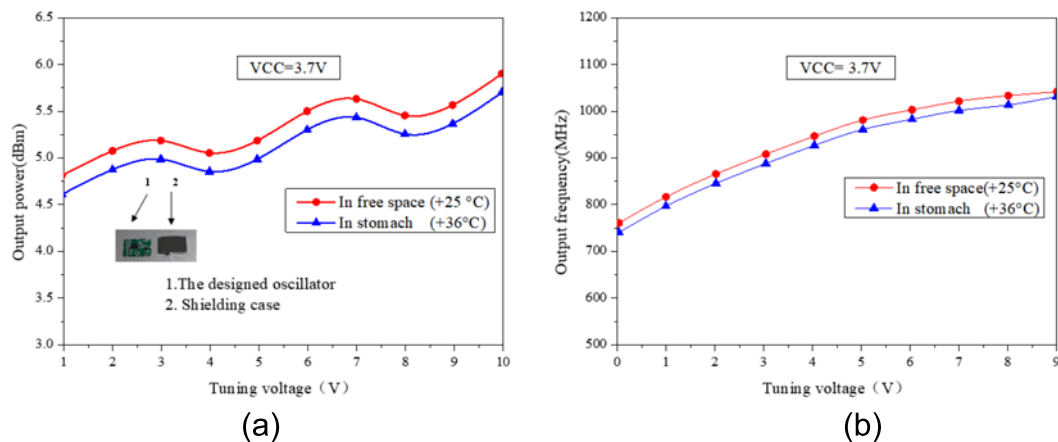 6.5
6.0
5.5
5.0
4.5
4.0
3.5
3.0
Output power(dBm)
VCC=3.7V
1 2
In free space (+25 °C)
In stomach (+36°C)
1.The designed oscillator
2. Shielding case
1 2 3 4 5 6 7 8 9 10
Tuning voltage（V）
(a)
1200
1100
1000
900
800
700
600
500
Output frequency(MHz)
VCC= 3.7V
In free space(+25°C)
In stomach (+36°C)
0 1 2 3 4 5 6 7 8 9
Tuning voltage（V）
(b)